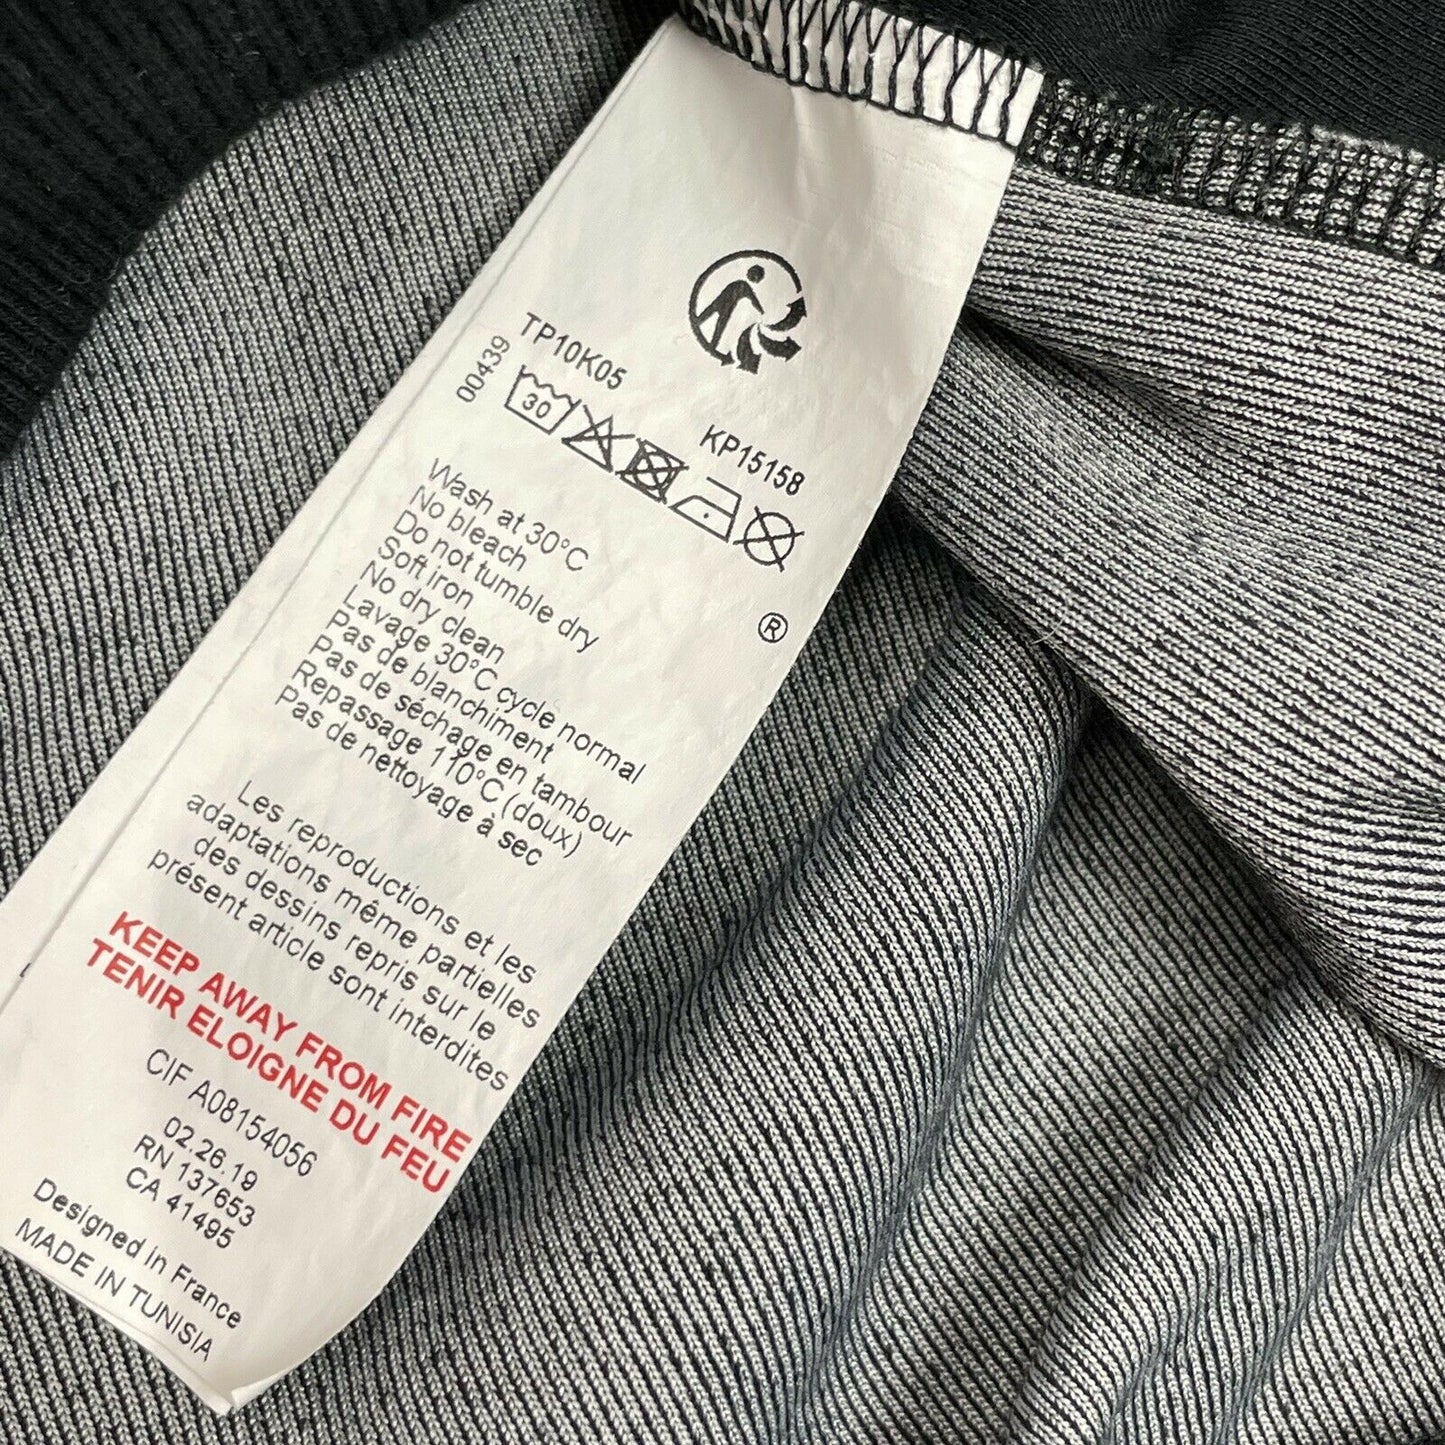 TP10K05
00439
30
KP15158
Wash at 30°C
No bleach
Do not tumble dry
Soft iron
No dry clean
®
Lavage 30°C cycle normal
Pas de blanchiment
Pas de séchage en tambour
Repassage 110°C (doux)
Pas de nettoyage à sec
Les reproductions et les
adaptations même partielles
des dessins repris sur le
présent article sont interdites
KEEP AWAY FROM FIRE
TENIR ELOIGNE DU FEU
CIF A08154056
02.26.19
RN 137653
CA 41495
Designed in France
MADE IN TUNISIA